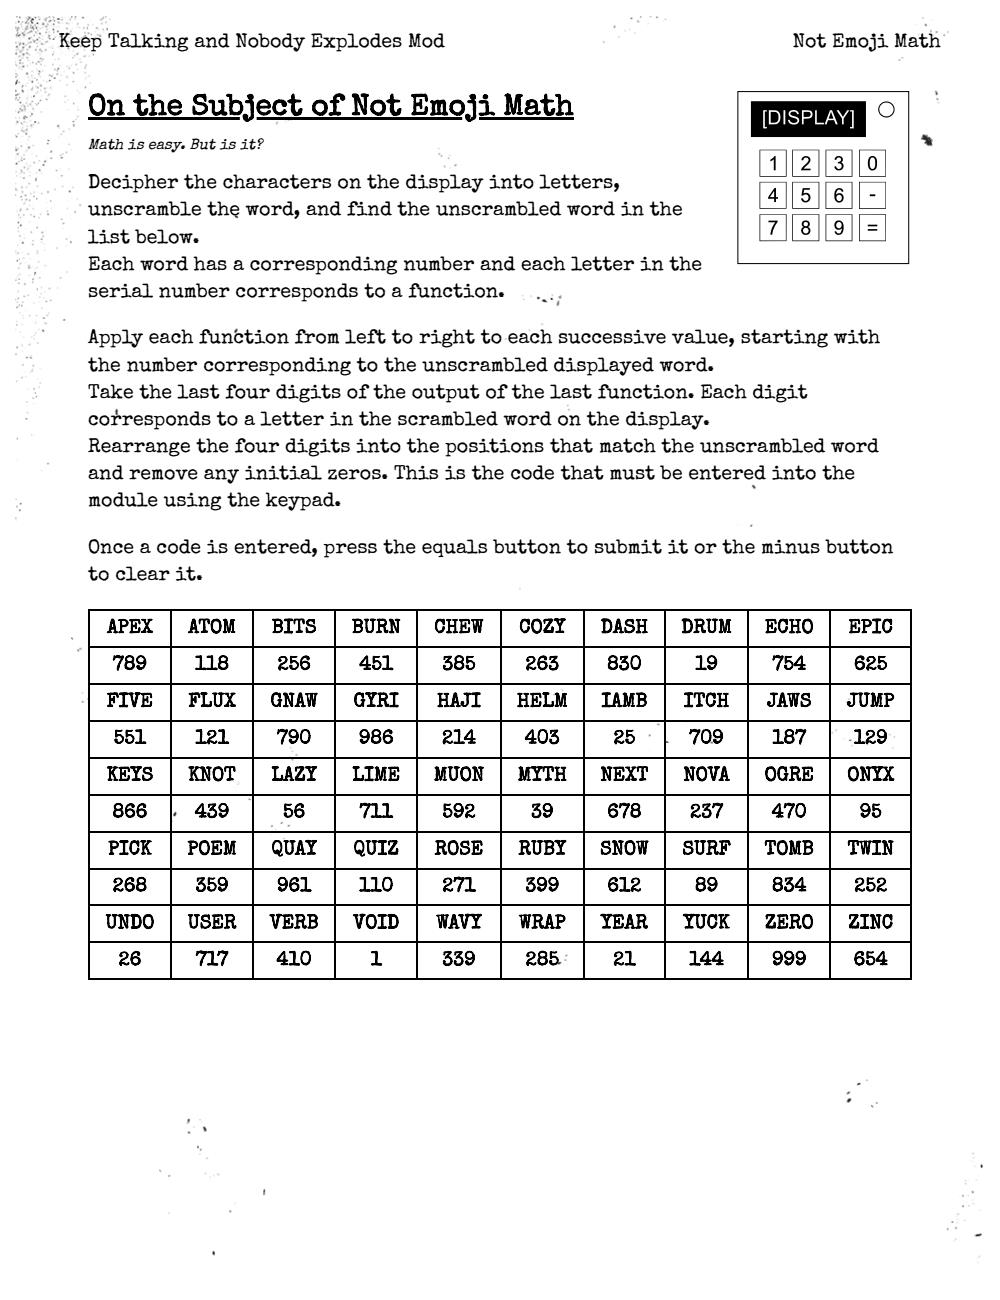 Keep Talking and Nobody Explodes Mod
Not Emoji Math
On the Subject of Not Emoji Math
[DISPLAY]
1 2 3 0
4 5 6 -
7 8 9 =
Math is easy. But is it?
Decipher the characters on the display into letters,
unscramble the word, and find the unscrambled word in the
list below.
Each word has a corresponding number and each letter in the
serial number corresponds to a function.
Apply each function from left to right to each successive value, starting with
the number corresponding to the unscrambled displayed word.
Take the last four digits of the output of the last function. Each digit
corresponds to a letter in the scrambled word on the display.
Rearrange the four digits into the positions that match the unscrambled word
and remove any initial zeros. This is the code that must be entered into the
module using the keypad.
Once a code is entered, press the equals button to submit it or the minus button
to clear it.
APEX ATOM BITS BURN CHEW COZY DASH DRUM ECHO EPIC
789 118 256 451 385 263 830 19 754 625
FIVE FLUX GNAW GYRI HAJI HELM IAMB ITCH JAWS JUMP
551 121 790 986 214 403 25 709 187 129
KEYS KNOT LAZY LIME MUON MYTH NEXT NOVA OGRE ONYX
866 439 56 711 592 39 678 237 470 95
PICK POEM QUAY QUIZ ROSE RUBY SNOW SURF TOMB TWIN
268 359 961 110 271 399 612 89 834 252
UNDO USER VERB VOID WAVY WRAP YEAR YUCK ZERO ZINC
26 717 410 1 339 285 21 144 999 654